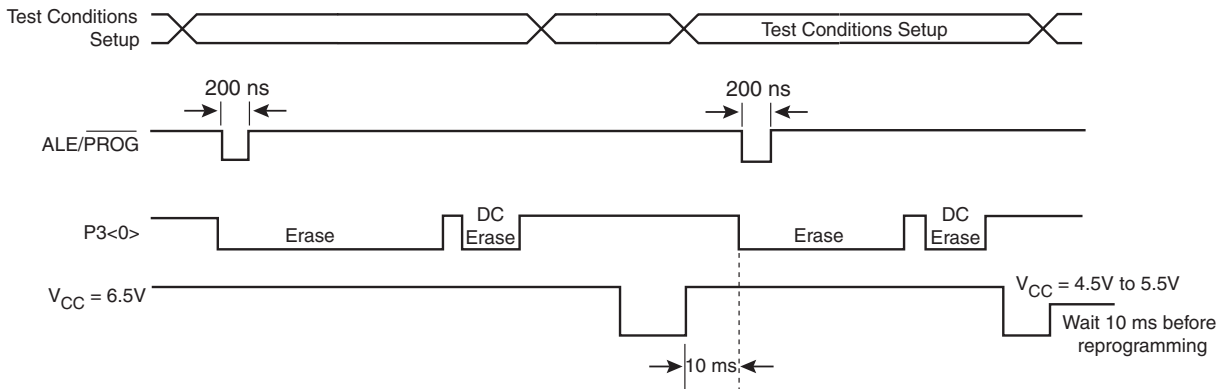 Test Conditions
Setup
Test Conditions Setup
200 ns
200 ns
ALE/PROG
P3<0>
Erase
DC
Erase
Erase
DC
Erase
VCC = 6.5V
VCC = 4.5V to 5.5V
Wait 10 ms before
reprogramming
10 ms